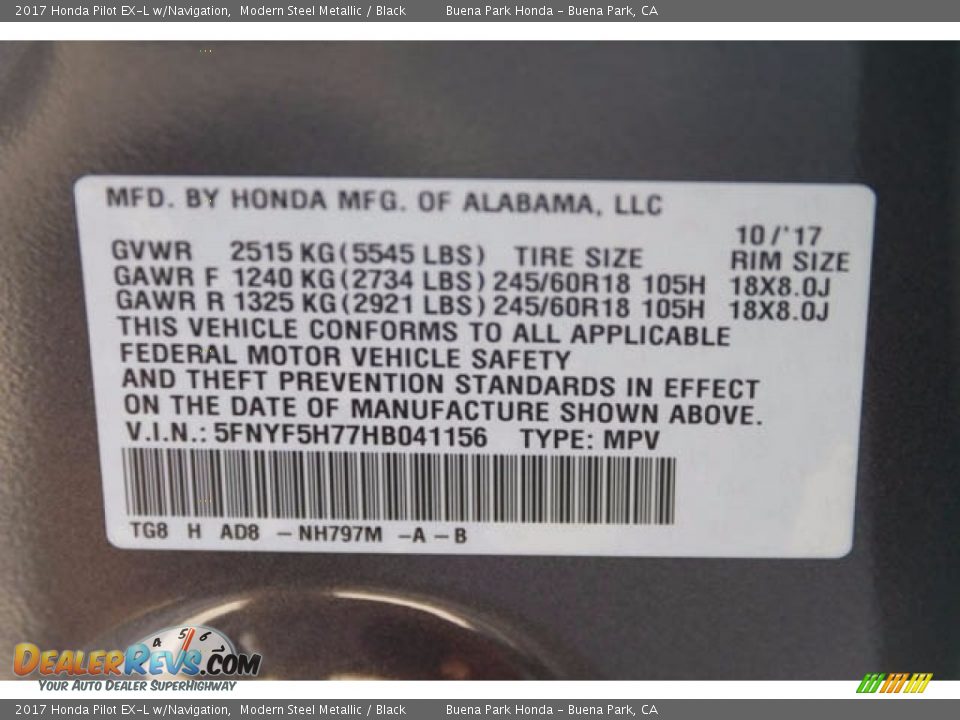 2017 Honda Pilot EX-L w/Navigation, Modern Steel Metallic / Black Buena Park Honda - Buena Park, CA
MFD. BY HONDA MFG. OF ALABAMA, LLC
10/'17
GVWR 2515 KG (5545 LBS) TIRE SIZE RIM SIZE
GAWR F 1240 KG (2734 LBS) 245/60R18 105H 18X8.0J
GAWR R 1325 KG (2921 LBS) 245/60R18 105H 18X8.0J
THIS VEHICLE CONFORMS TO ALL APPLICABLE
FEDERAL MOTOR VEHICLE SAFETY
AND THEFT PREVENTION STANDARDS IN EFFECT
ON THE DATE OF MANUFACTURE SHOWN ABOVE.
V.I.N.: 5FNYF5H77HB041156 TYPE: MPV
TG8 H AD8 - NH797M - A - B
4 5 6
DEALERREVS.COM
YOUR AUTO DEALER SUPERHIGHWAY
2017 Honda Pilot EX-L w/Navigation, Modern Steel Metallic / Black Buena Park Honda - Buena Park, CA